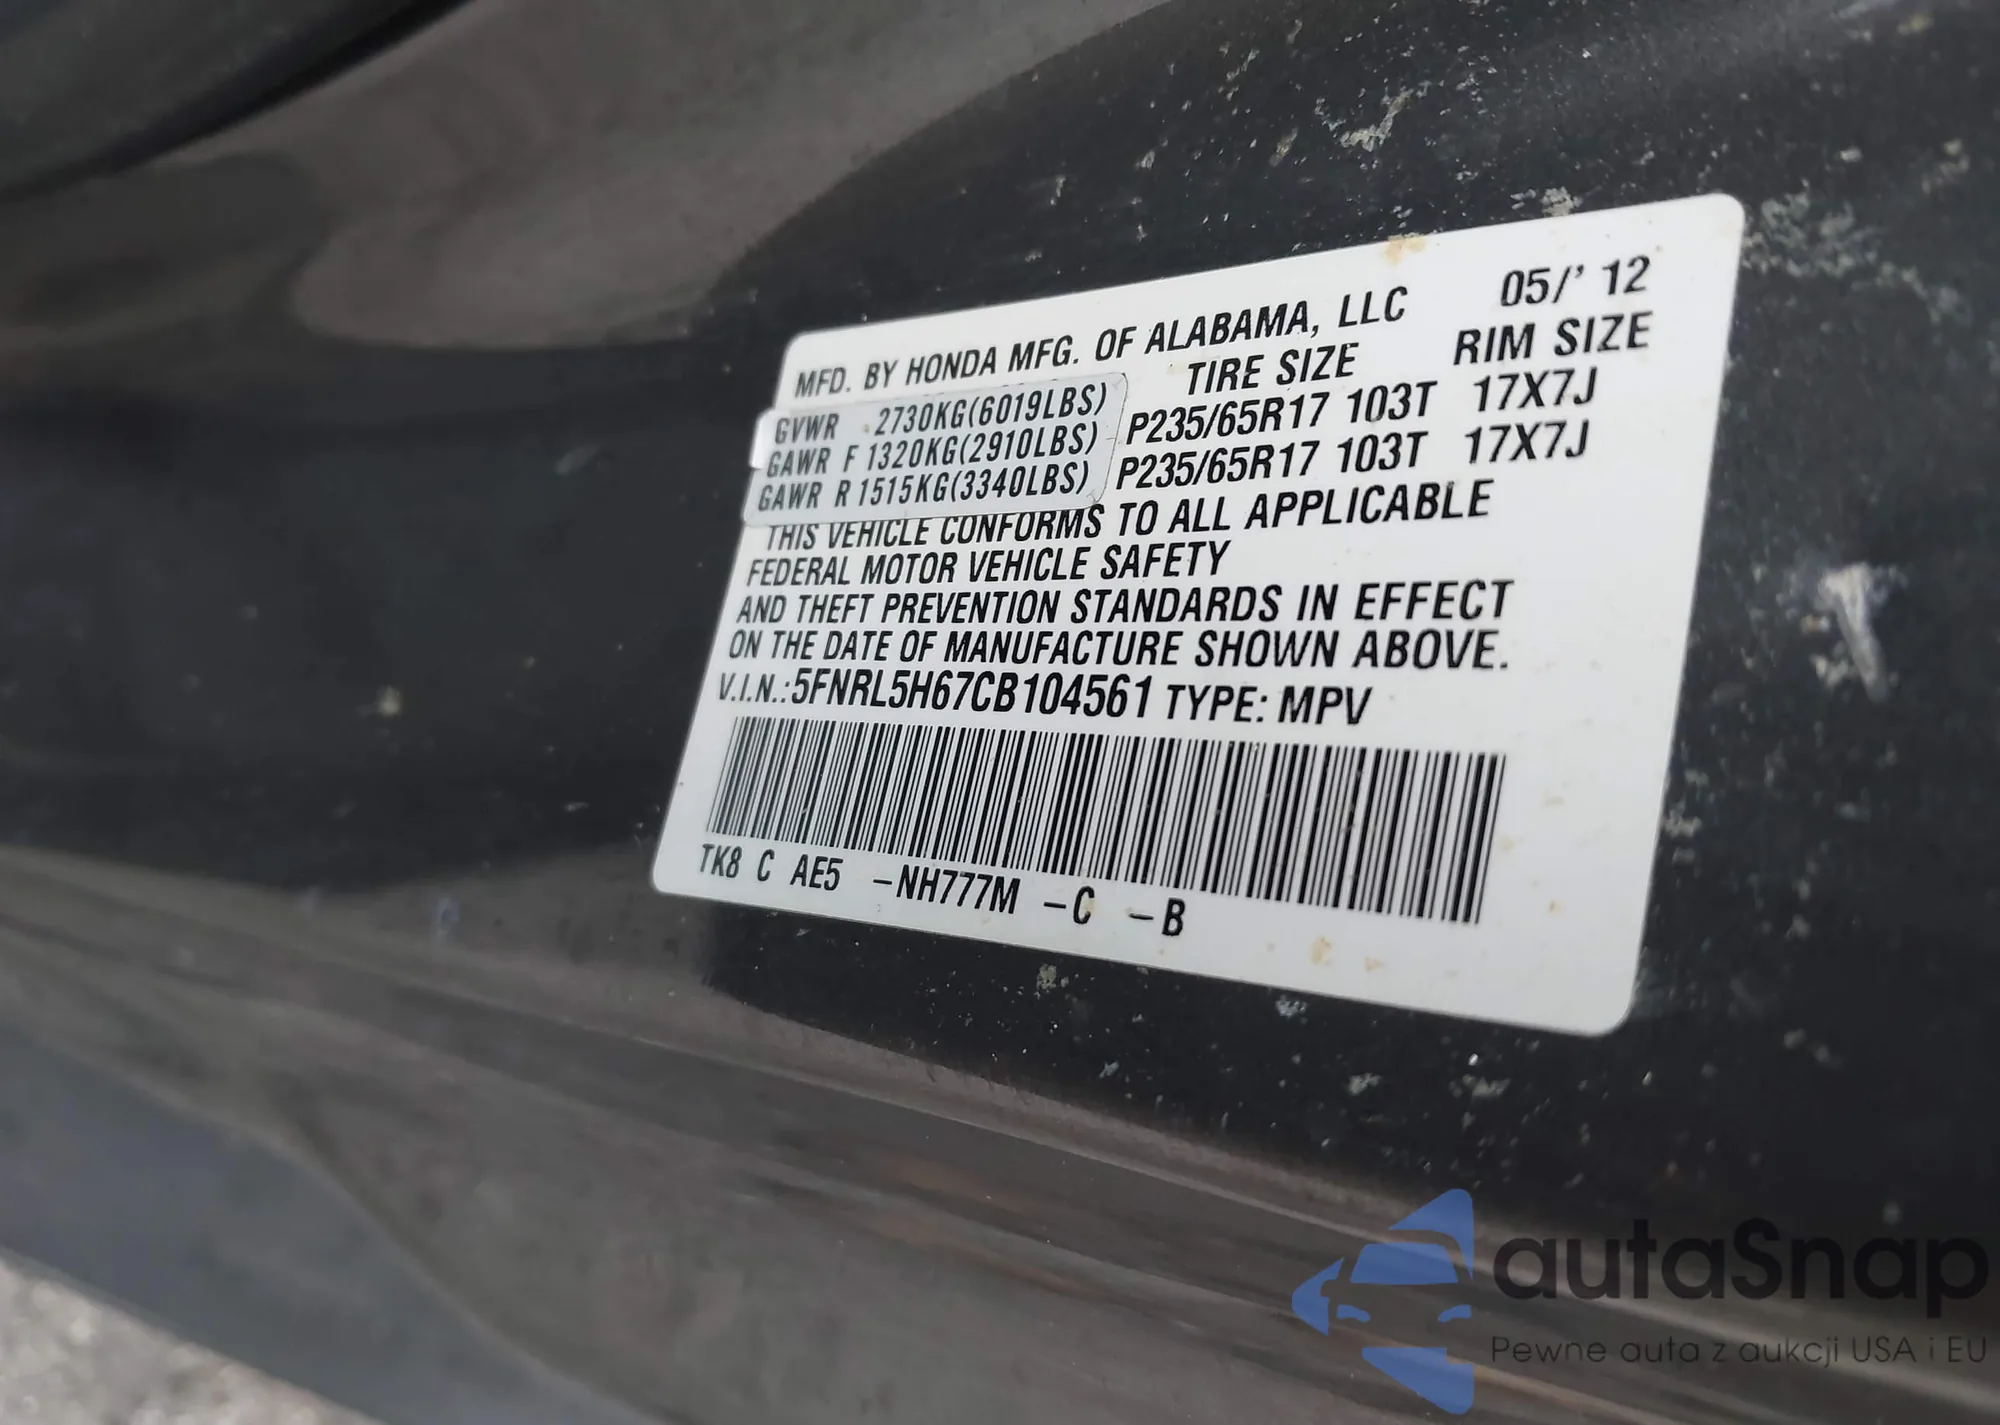 MFD. BY HONDA MFG. OF ALABAMA, LLC 05/' 12
TIRE SIZE RIM SIZE
GVWR 2730KG(6019LBS)
GAWR F 1320KG(2910LBS) P235/65R17 103T 17X7J
GAWR R 1515KG(3340LBS) P235/65R17 103T 17X7J
THIS VEHICLE CONFORMS TO ALL APPLICABLE
FEDERAL MOTOR VEHICLE SAFETY
AND THEFT PREVENTION STANDARDS IN EFFECT
ON THE DATE OF MANUFACTURE SHOWN ABOVE.
V.I.N.:5FNRL5H67CB104561 TYPE: MPV
TK8 C AE5 -NH777M -C -B
autaSnap
Pewne auta z aukcji USA i EU